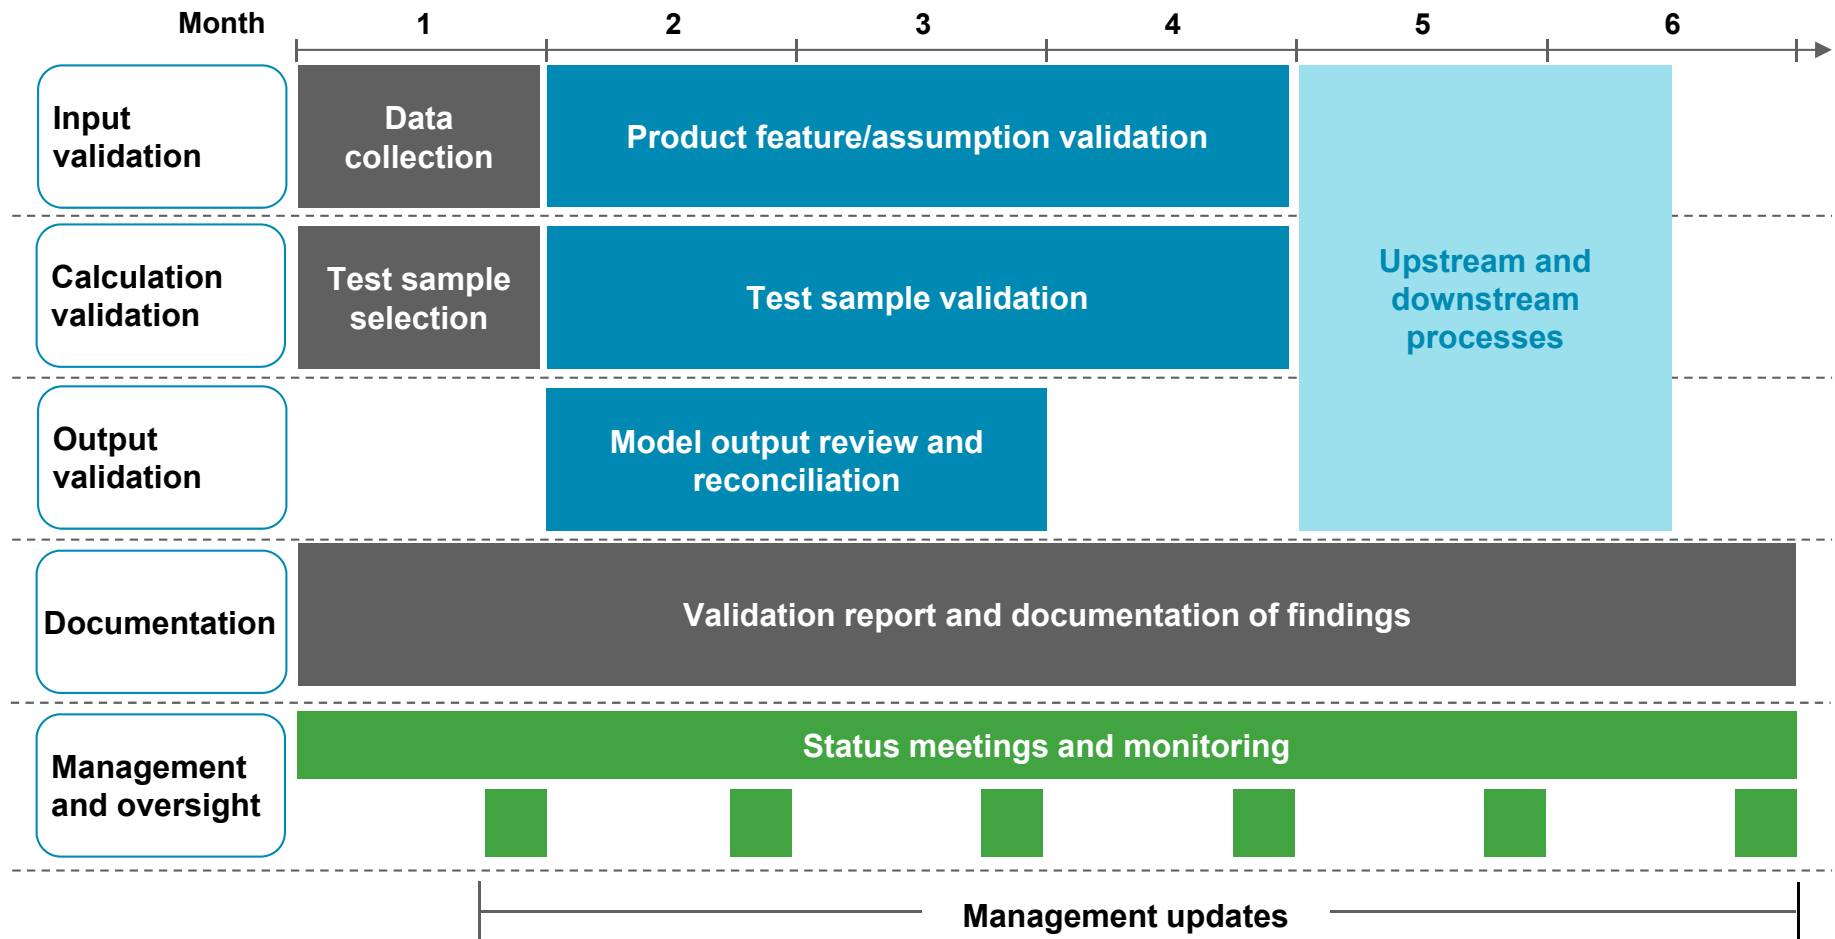 Month 1 2 3 4 5 6
Input
validation
Data
collection
Product feature/assumption validation
Calculation
validation
Test sample
selection
Test sample validation
Upstream and
downstream
processes
Output
validation
Model output review and
reconciliation
Documentation
Validation report and documentation of findings
Management
and oversight
Status meetings and monitoring
Management updates